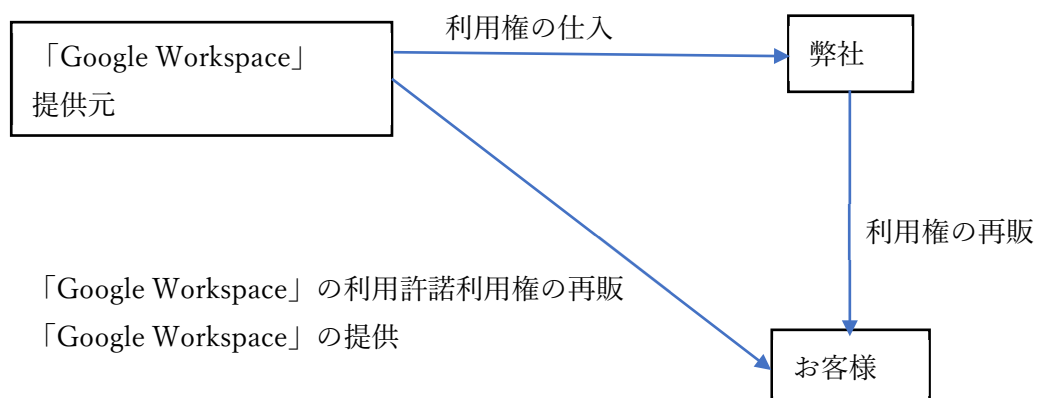 利用権の仕入
「Google Workspace」
提供元
弊社
利用権の再販
「Google Workspace」の利用許諾利用権の再販
「Google Workspace」の提供
お客様